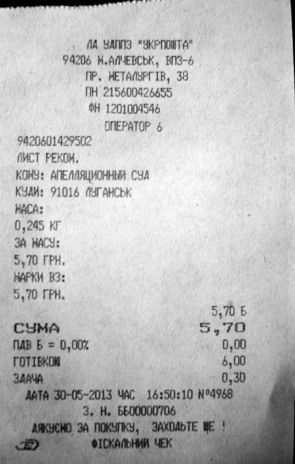 ЛА УДППЗ "УКРПОШТА"
94206 М.АЛЧЕВСЬК, ВПЗ-6
ПР. МЕТАЛУРГІВ, 38
ПН 215600426655
ФН 1201004546
ОПЕРАТОР 6
9420601429502
ЛИСТ РЕКОМ.
КОМУ: АПЕЛЛЯЦИОННЫЙ СУД
КУДИ: 91016 ЛУГАНСЬК
МАСА:
0,245 КГ
ЗА МАСУ:
5,70 ГРН.
МАРКИ ВЗ:
5,70 ГРН.
5,70 Б
СУМА 5,70
ПДВ Б = 0,00% 0,00
ГОТІВКОЮ 6,00
ЗДАЧА 0,30
ДАТА 30-05-2013 ЧАС 16:50:10 №4968
З. Н. ББ00000706
ДЯКУЄМО ЗА ПОКУПКУ, ЗАХОДЬТЕ ЩЕ !
ФІСКАЛЬНИЙ ЧЕК